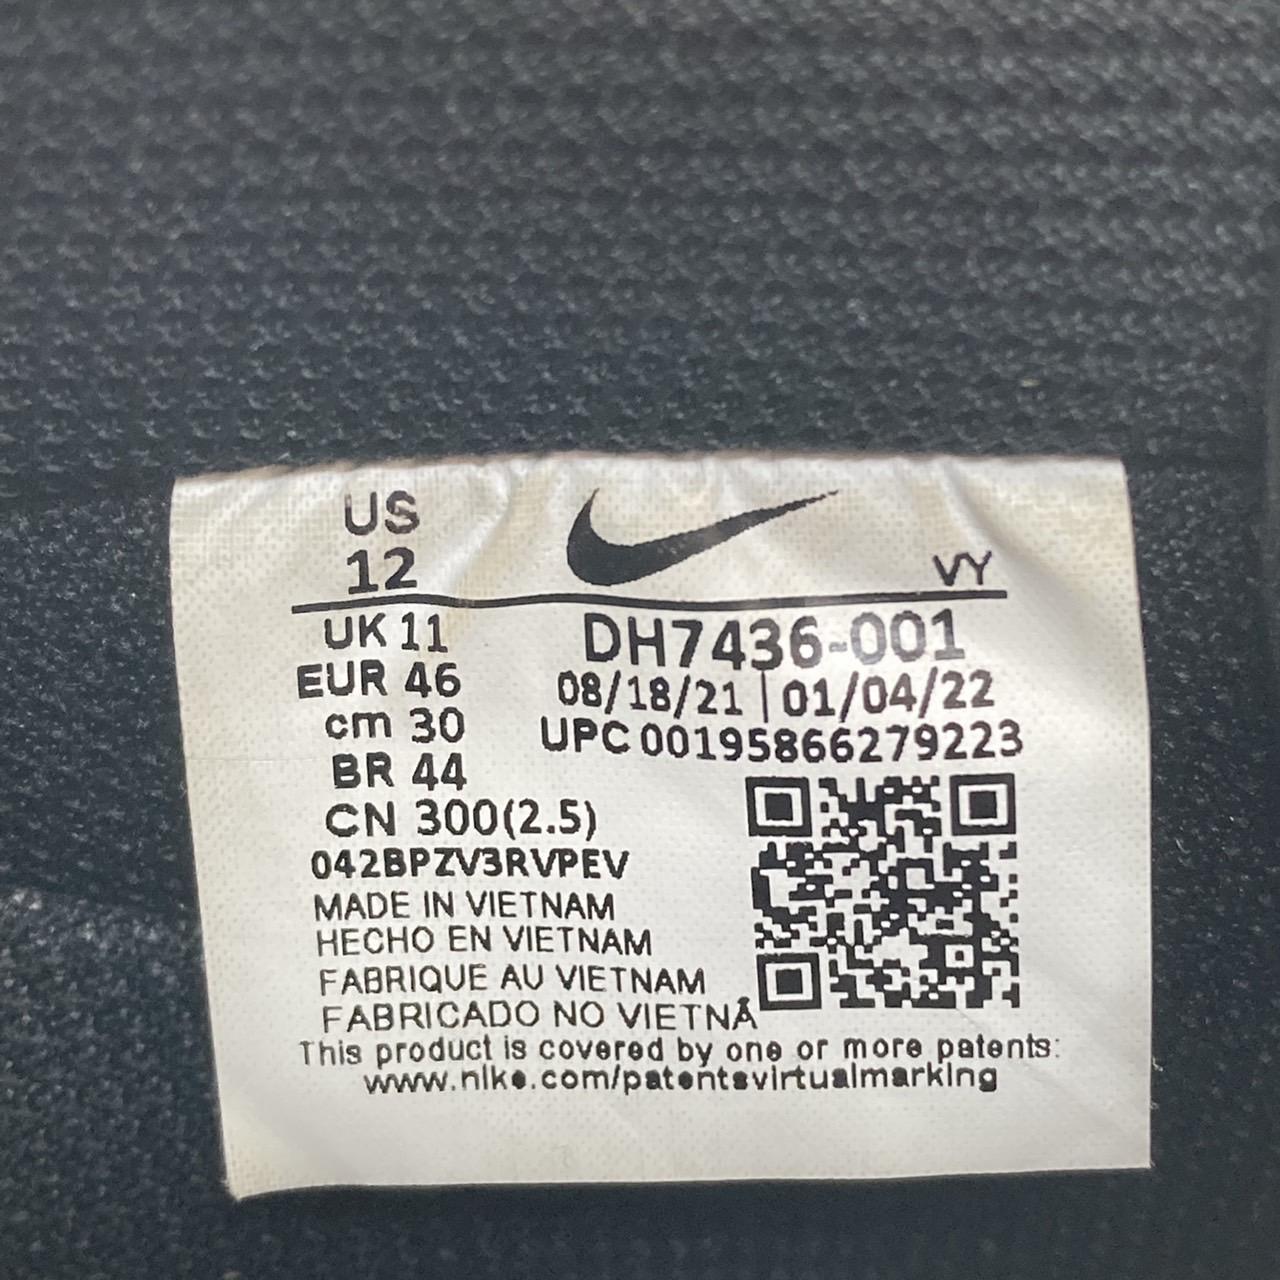 US
12
VY
UK 11
EUR 46
cm 30
BR 44
CN 300(2.5)
DH7436-001
08/18/21 | 01/04/22
UPC 00195866279223
042BPZV3RVPEV
MADE IN VIETNAM
HECHO EN VIETNAM
FABRIQUE AU VIETNAM
FABRICADO NO VIETNÃ
This product is covered by one or more patents:
www.nike.com/patentsvirtualmarking